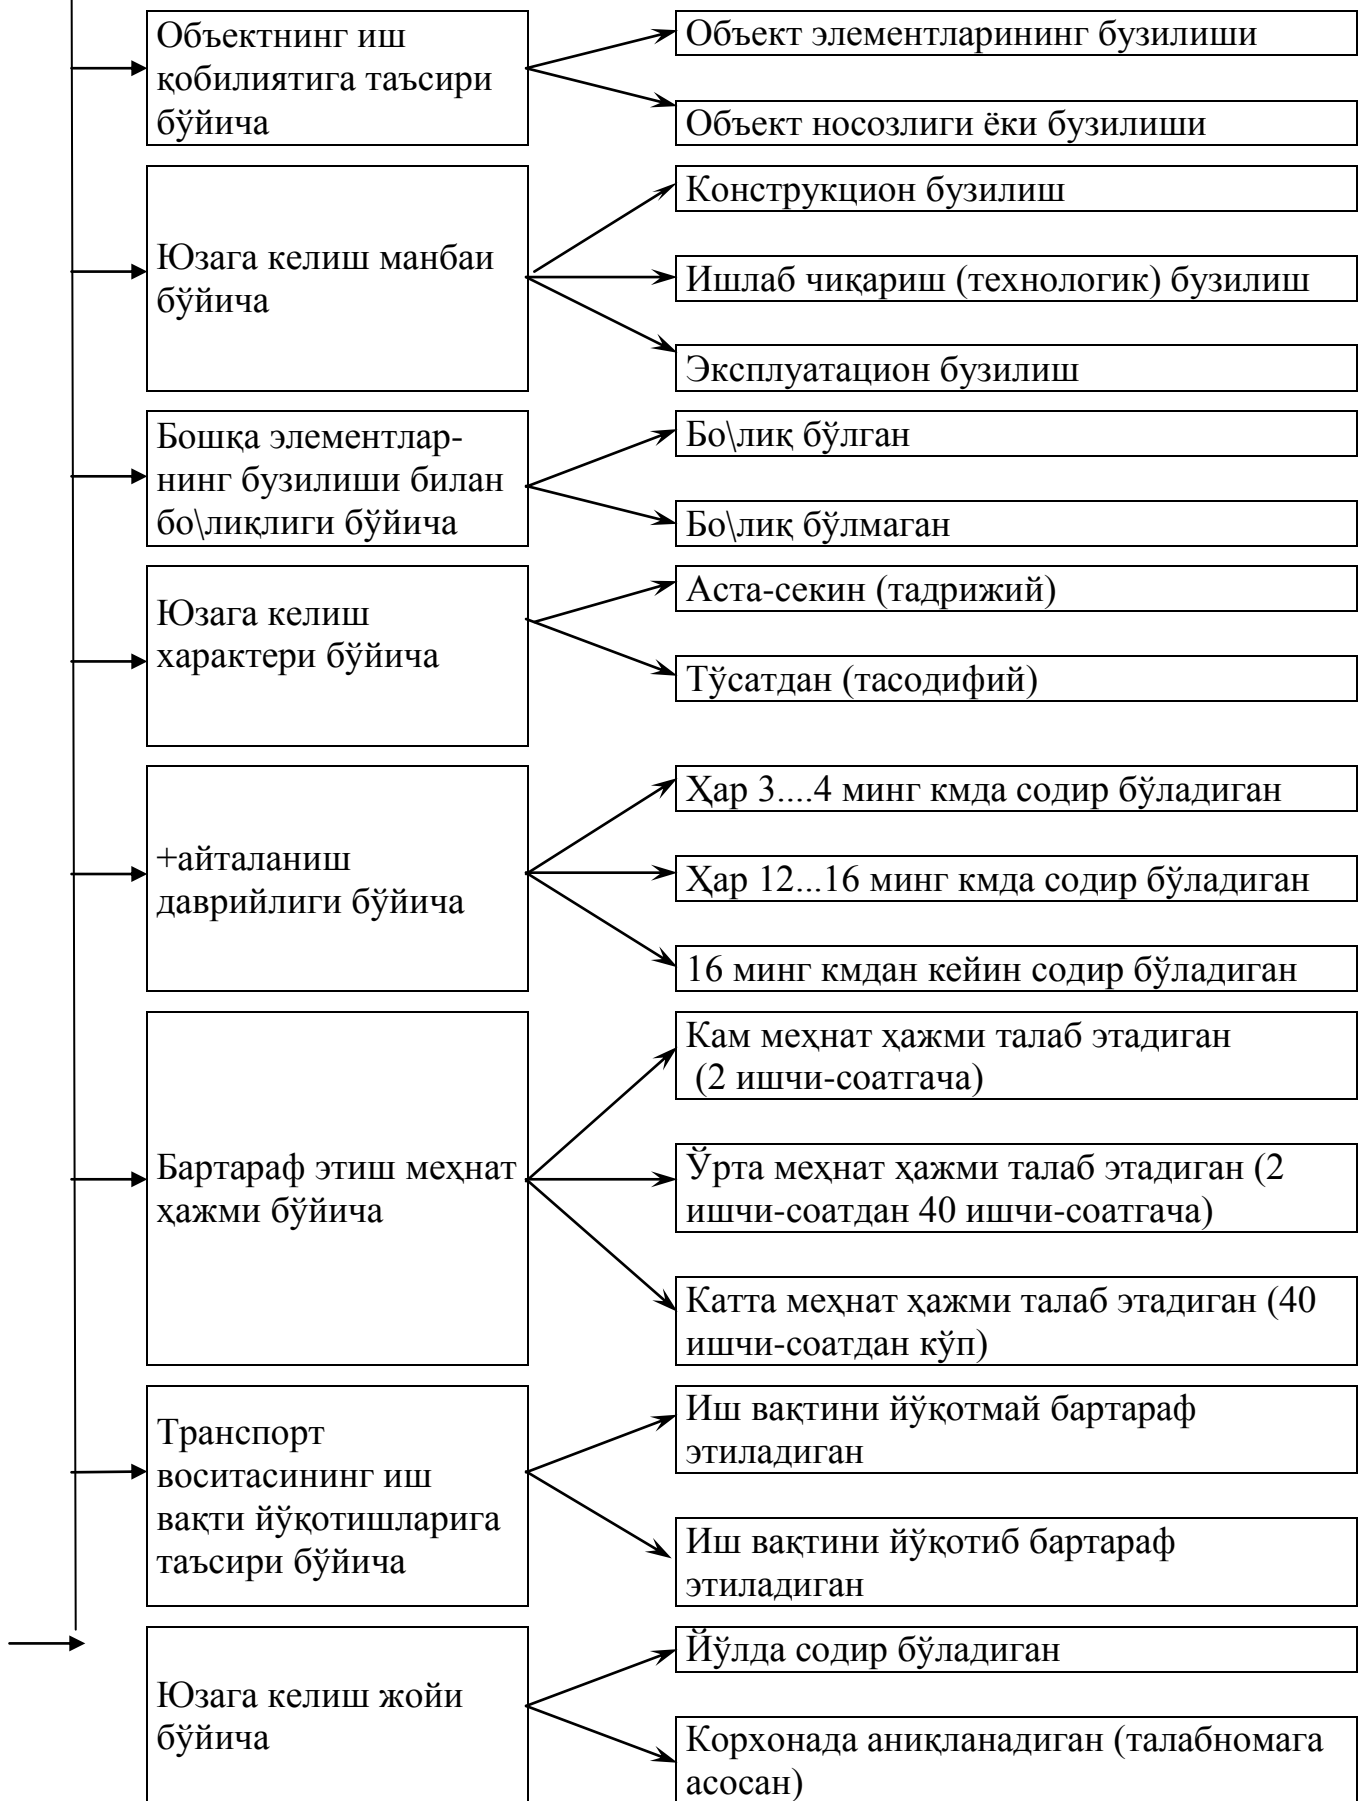 Объектнинг иш
қобилиятига таъсири
бўйича
Объект элементларининг бузилиши
Объект носозлиги ёки бузилиши
Юзага келиш манбаи
бўйича
Конструкцион бузилиш
Ишлаб чиқариш (технологик) бузилиш
Эксплуатацион бузилиш
Бошқа элементлар-
нинг бузилиши билан
бо\лиқлиги бўйича
Бо\лиқ бўлган
Бо\лиқ бўлмаган
Юзага келиш
характери бўйича
Аста-секин (тадрижий)
Тўсатдан (тасодифий)
+айталаниш
даврийлиги бўйича
Ҳар 3....4 минг кмда содир бўладиган
Ҳар 12...16 минг кмда содир бўладиган
16 минг кмдан кейин содир бўладиган
Бартараф этиш меҳнат
ҳажми бўйича
Кам меҳнат ҳажми талаб этадиган
(2 ишчи-соатгача)
Ўрта меҳнат ҳажми талаб этадиган (2
ишчи-соатдан 40 ишчи-соатгача)
Катта меҳнат ҳажми талаб этадиган (40
ишчи-соатдан кўп)
Транспорт
воситасининг иш
вақти йўқотишларига
таъсири бўйича
Иш вақтини йўқотмай бартараф
этиладиган
Иш вақтини йўқотиб бартараф
этиладиган
Юзага келиш жойи
бўйича
Йўлда содир бўладиган
Корхонада аниқланадиган (талабномага
асосан)